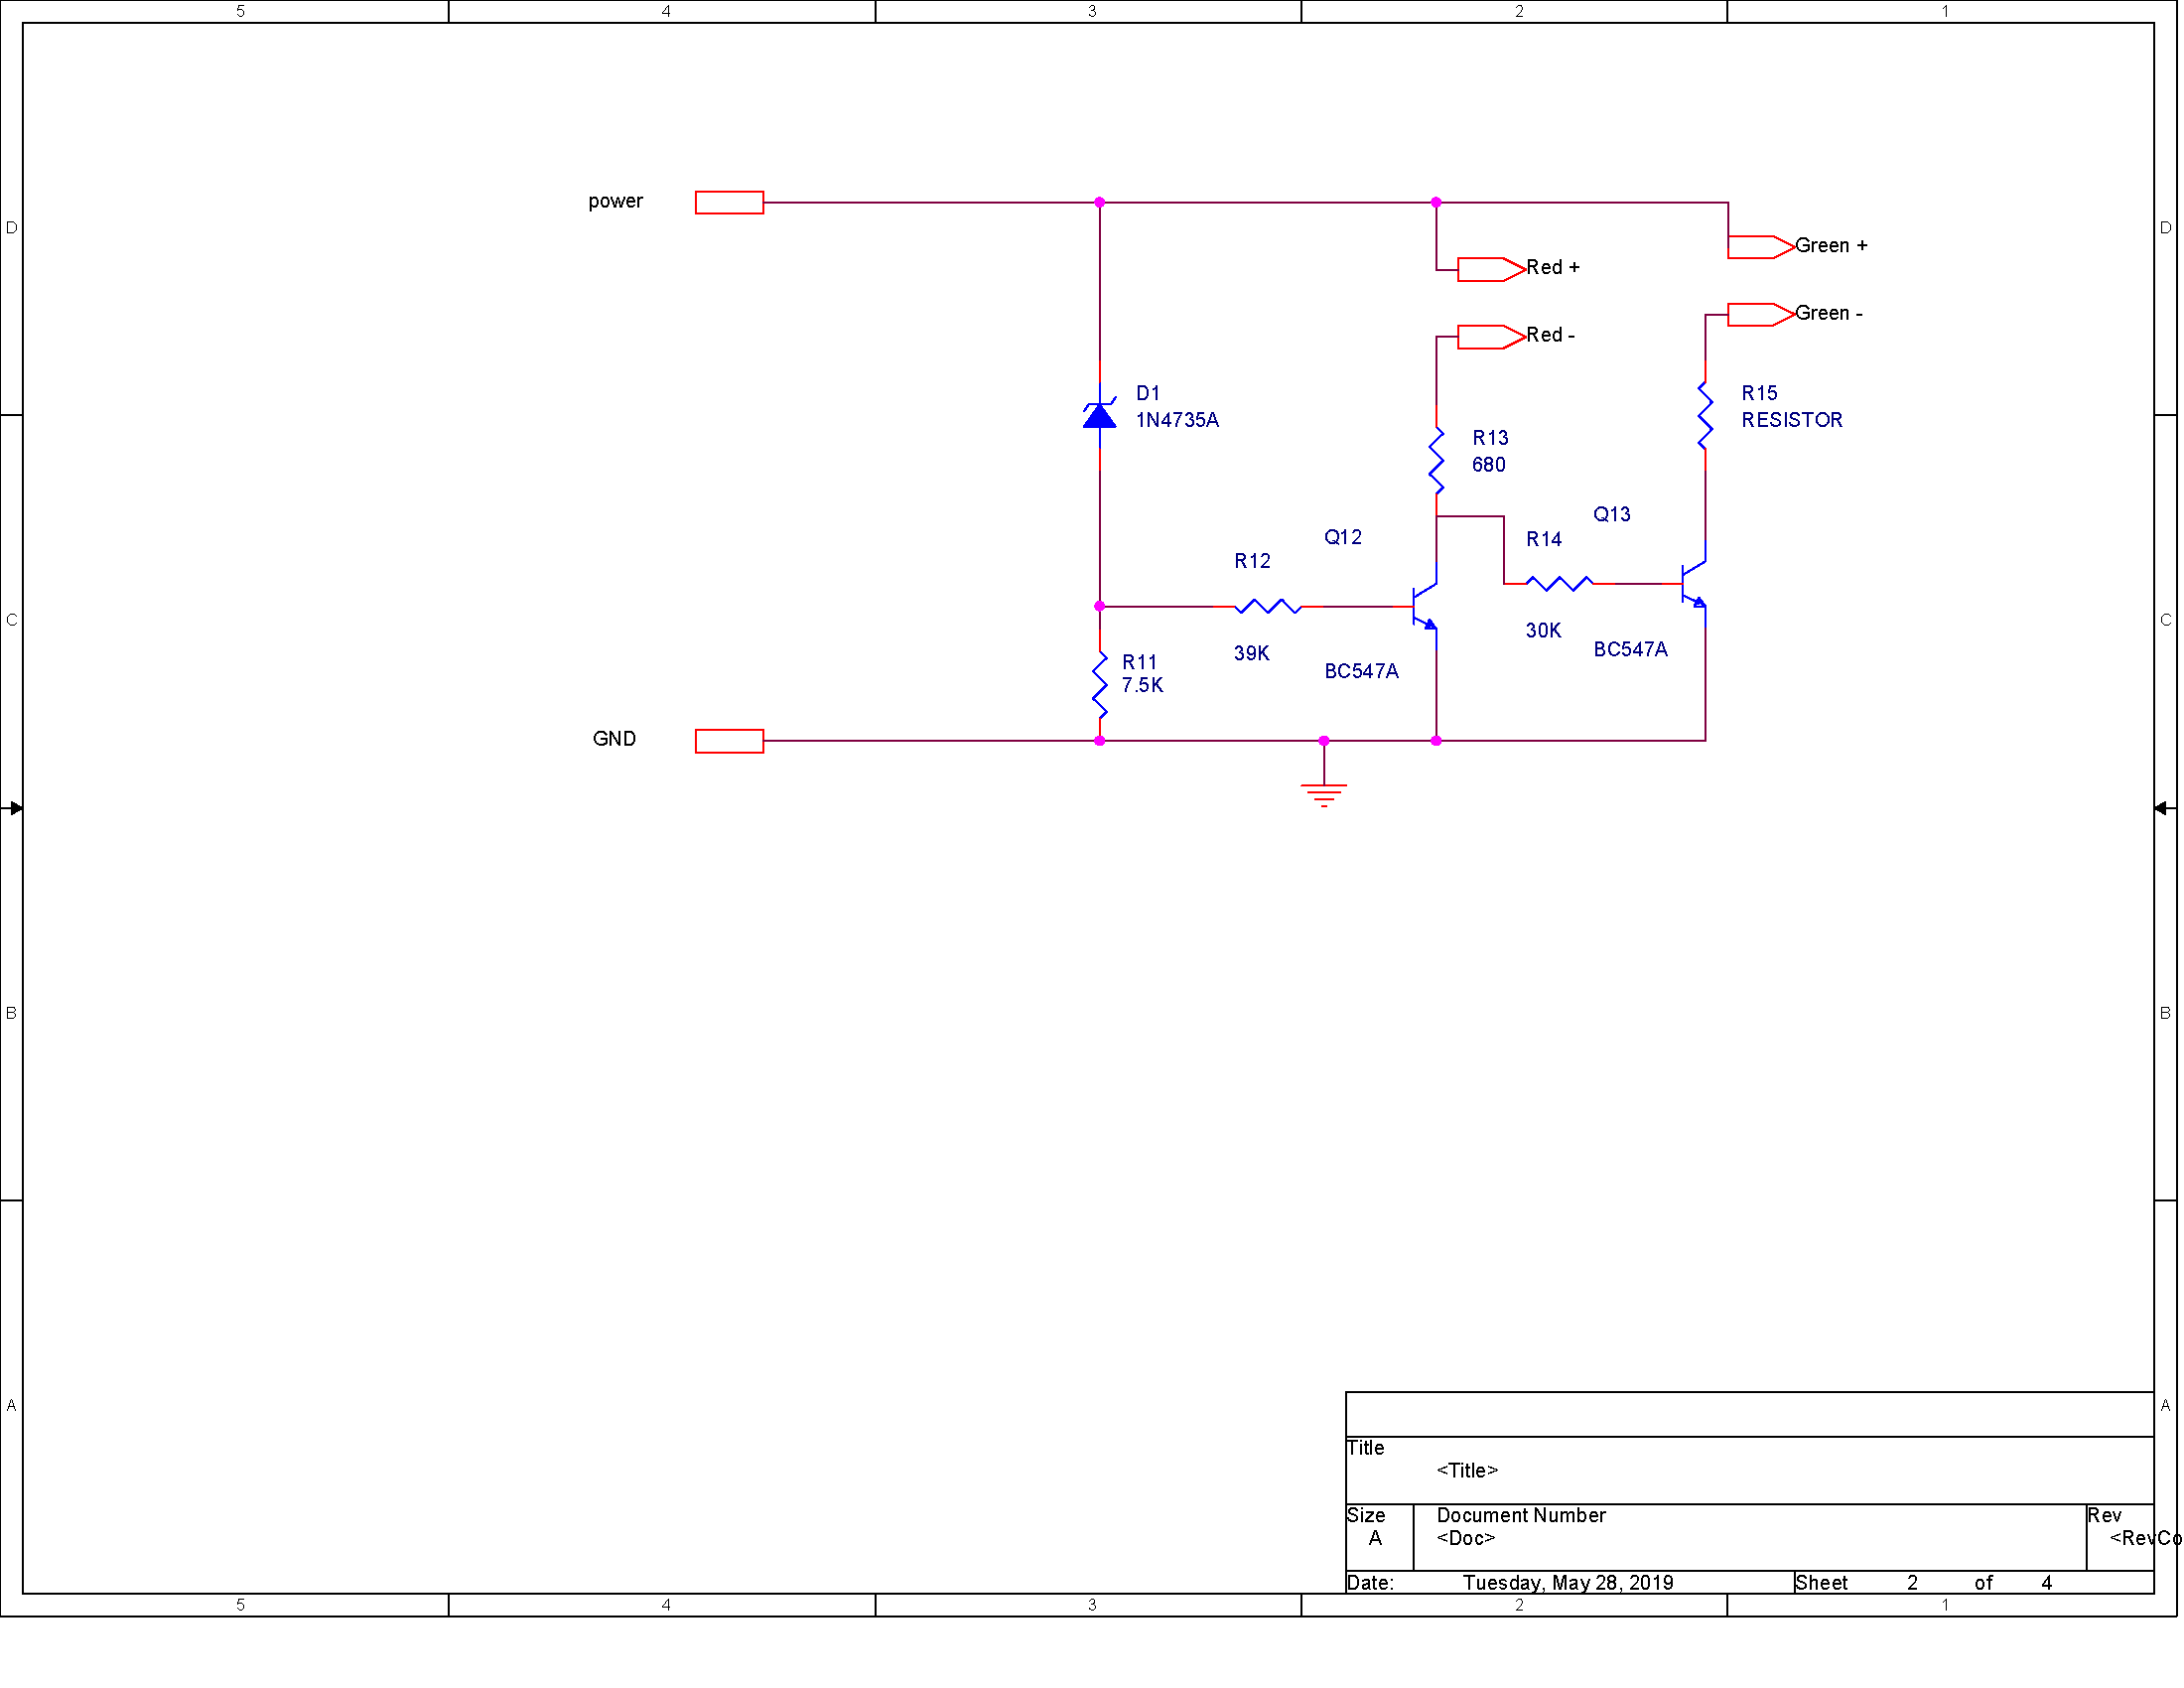 5 4 3 2 1
D D
power
Green +
Red +
Green -
Red -
D1
1N4735A
R15
RESISTOR
R13
680
Q13
Q12
R14
R12
C C
30K
39K
BC547A
R11
BC547A
7.5K
GND
B B
A A
Title
<Title>
Size Document Number Rev
A <Doc> <RevCo
Date: Tuesday, May 28, 2019 Sheet 2 of 4
5 4 3 2 1